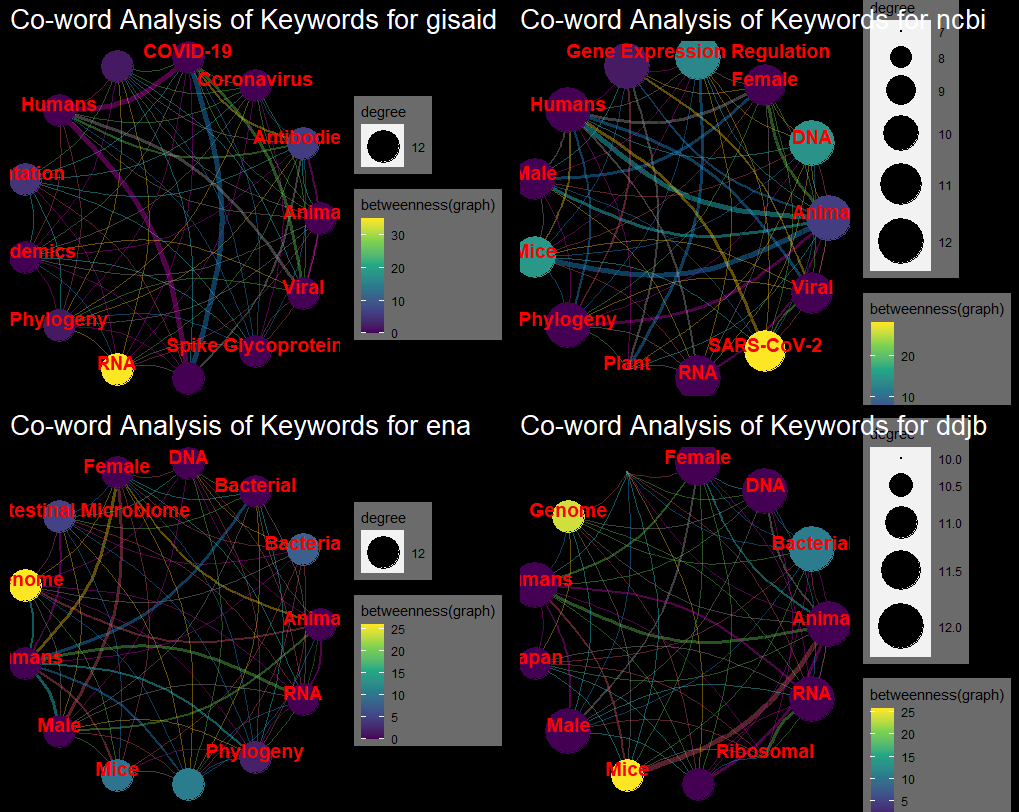 Co-word Analysis of Keywords for gisaid
COVID-19
Coronavirus
Humans
Antibodie
tation
Anima
demics
Viral
Phylogeny
Spike Glycoprotein
RNA
degree
12
betweenness(graph)
30
20
10
0
Co-word Analysis of Keywords for ncbi
Gene Expression Regulation
Female
Humans
DNA
Male
Anima
Mice
Viral
Phylogeny
SARS-CoV-2
Plant
RNA
degree
7
8
9
10
11
12
betweenness(graph)
20
10
Co-word Analysis of Keywords for ena
DNA
Female
Bacterial
testinal Microbiome
Bacteria
nome
Anima
mans
RNA
Male
Phylogeny
Mice
degree
12
betweenness(graph)
25
20
15
10
5
0
Co-word Analysis of Keywords for ddjb
Female
DNA
Genome
Bacterial
mans
Anima
apan
RNA
Male
Ribosomal
Mice
degree
10.0
10.5
11.0
11.5
12.0
betweenness(graph)
25
20
15
10
5